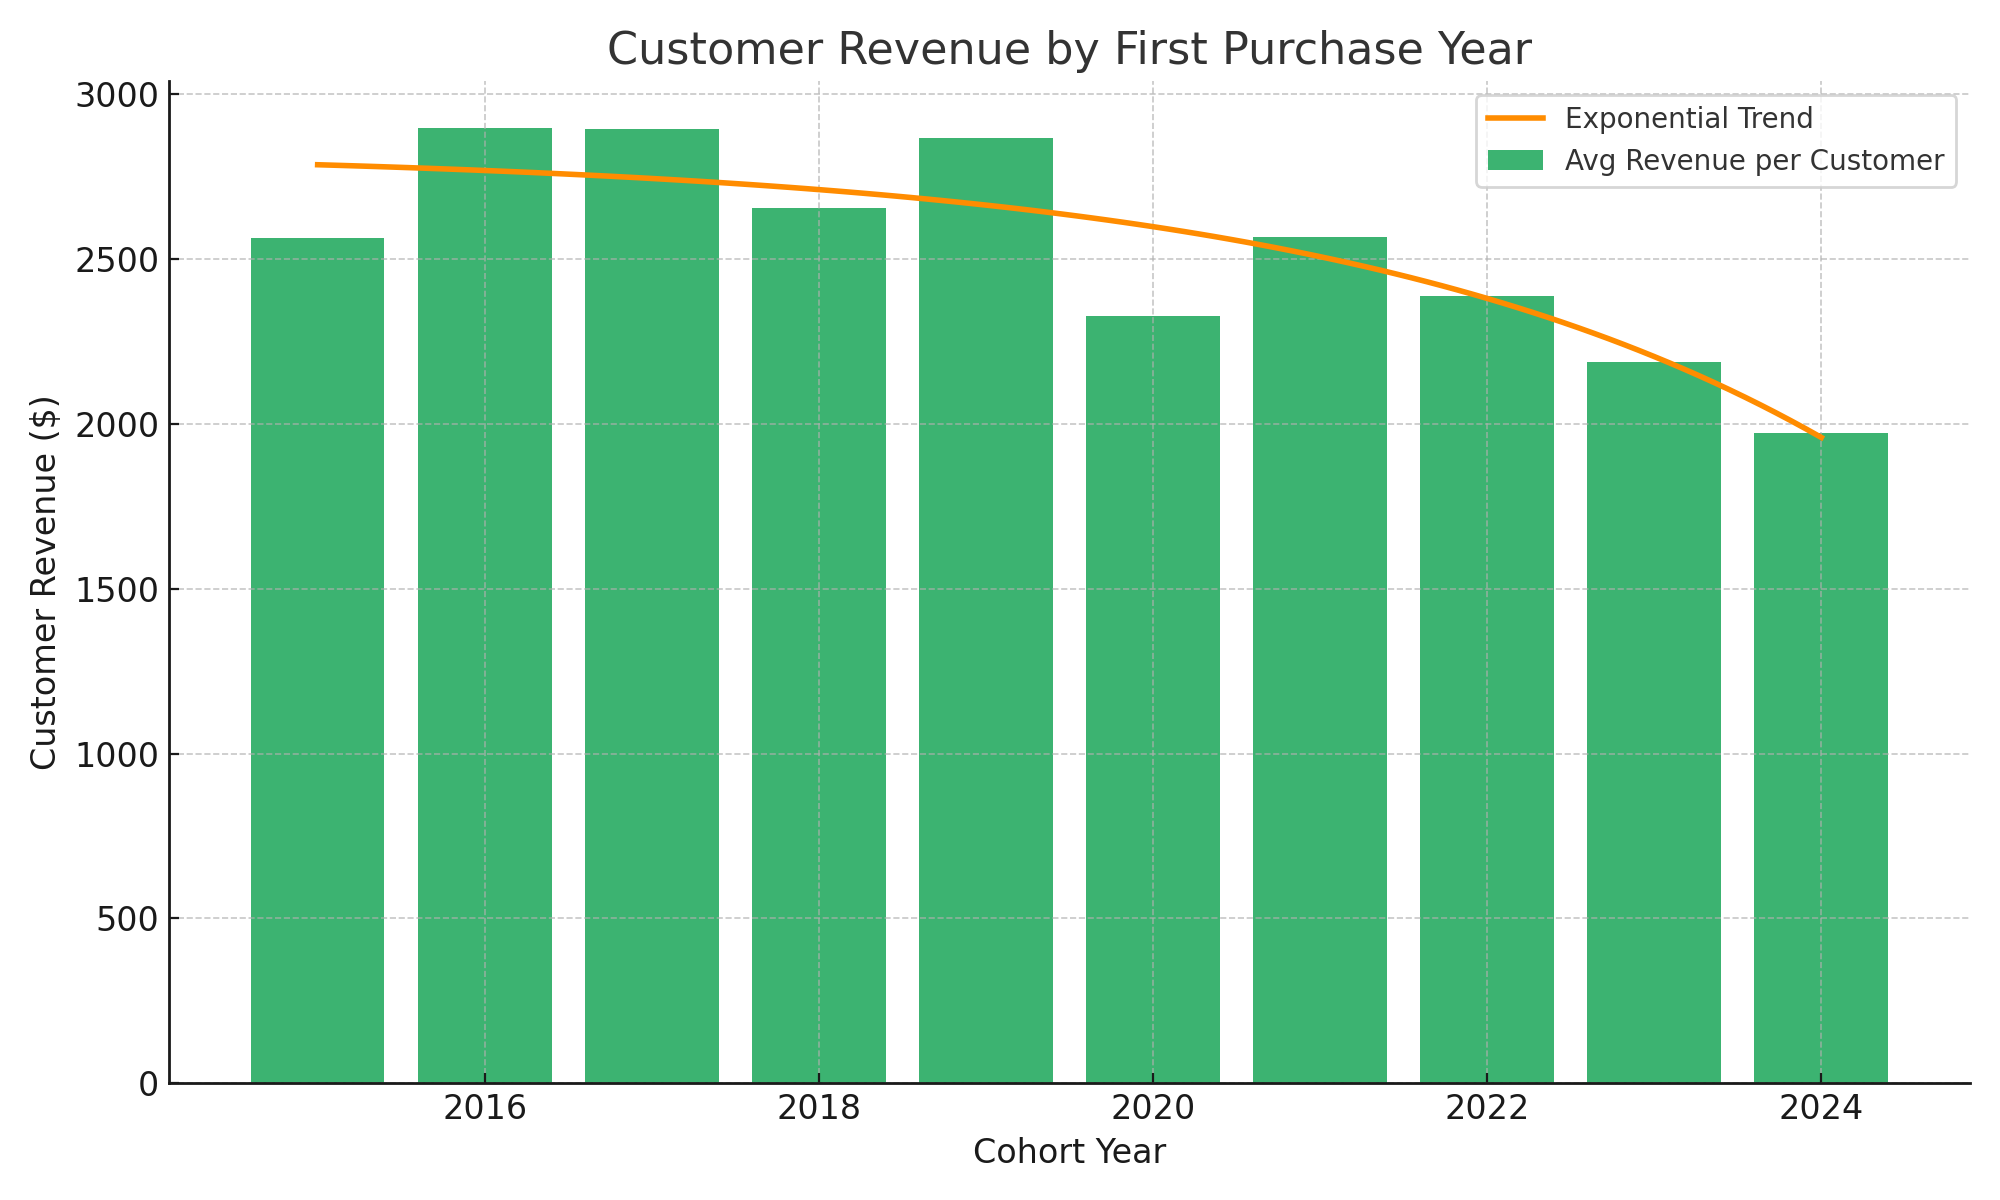 Customer Revenue by First Purchase Year
Exponential Trend
Avg Revenue per Customer
Customer Revenue ($)
3000
2500
2000
1500
1000
500
0
2016
2018
2020
2022
2024
Cohort Year